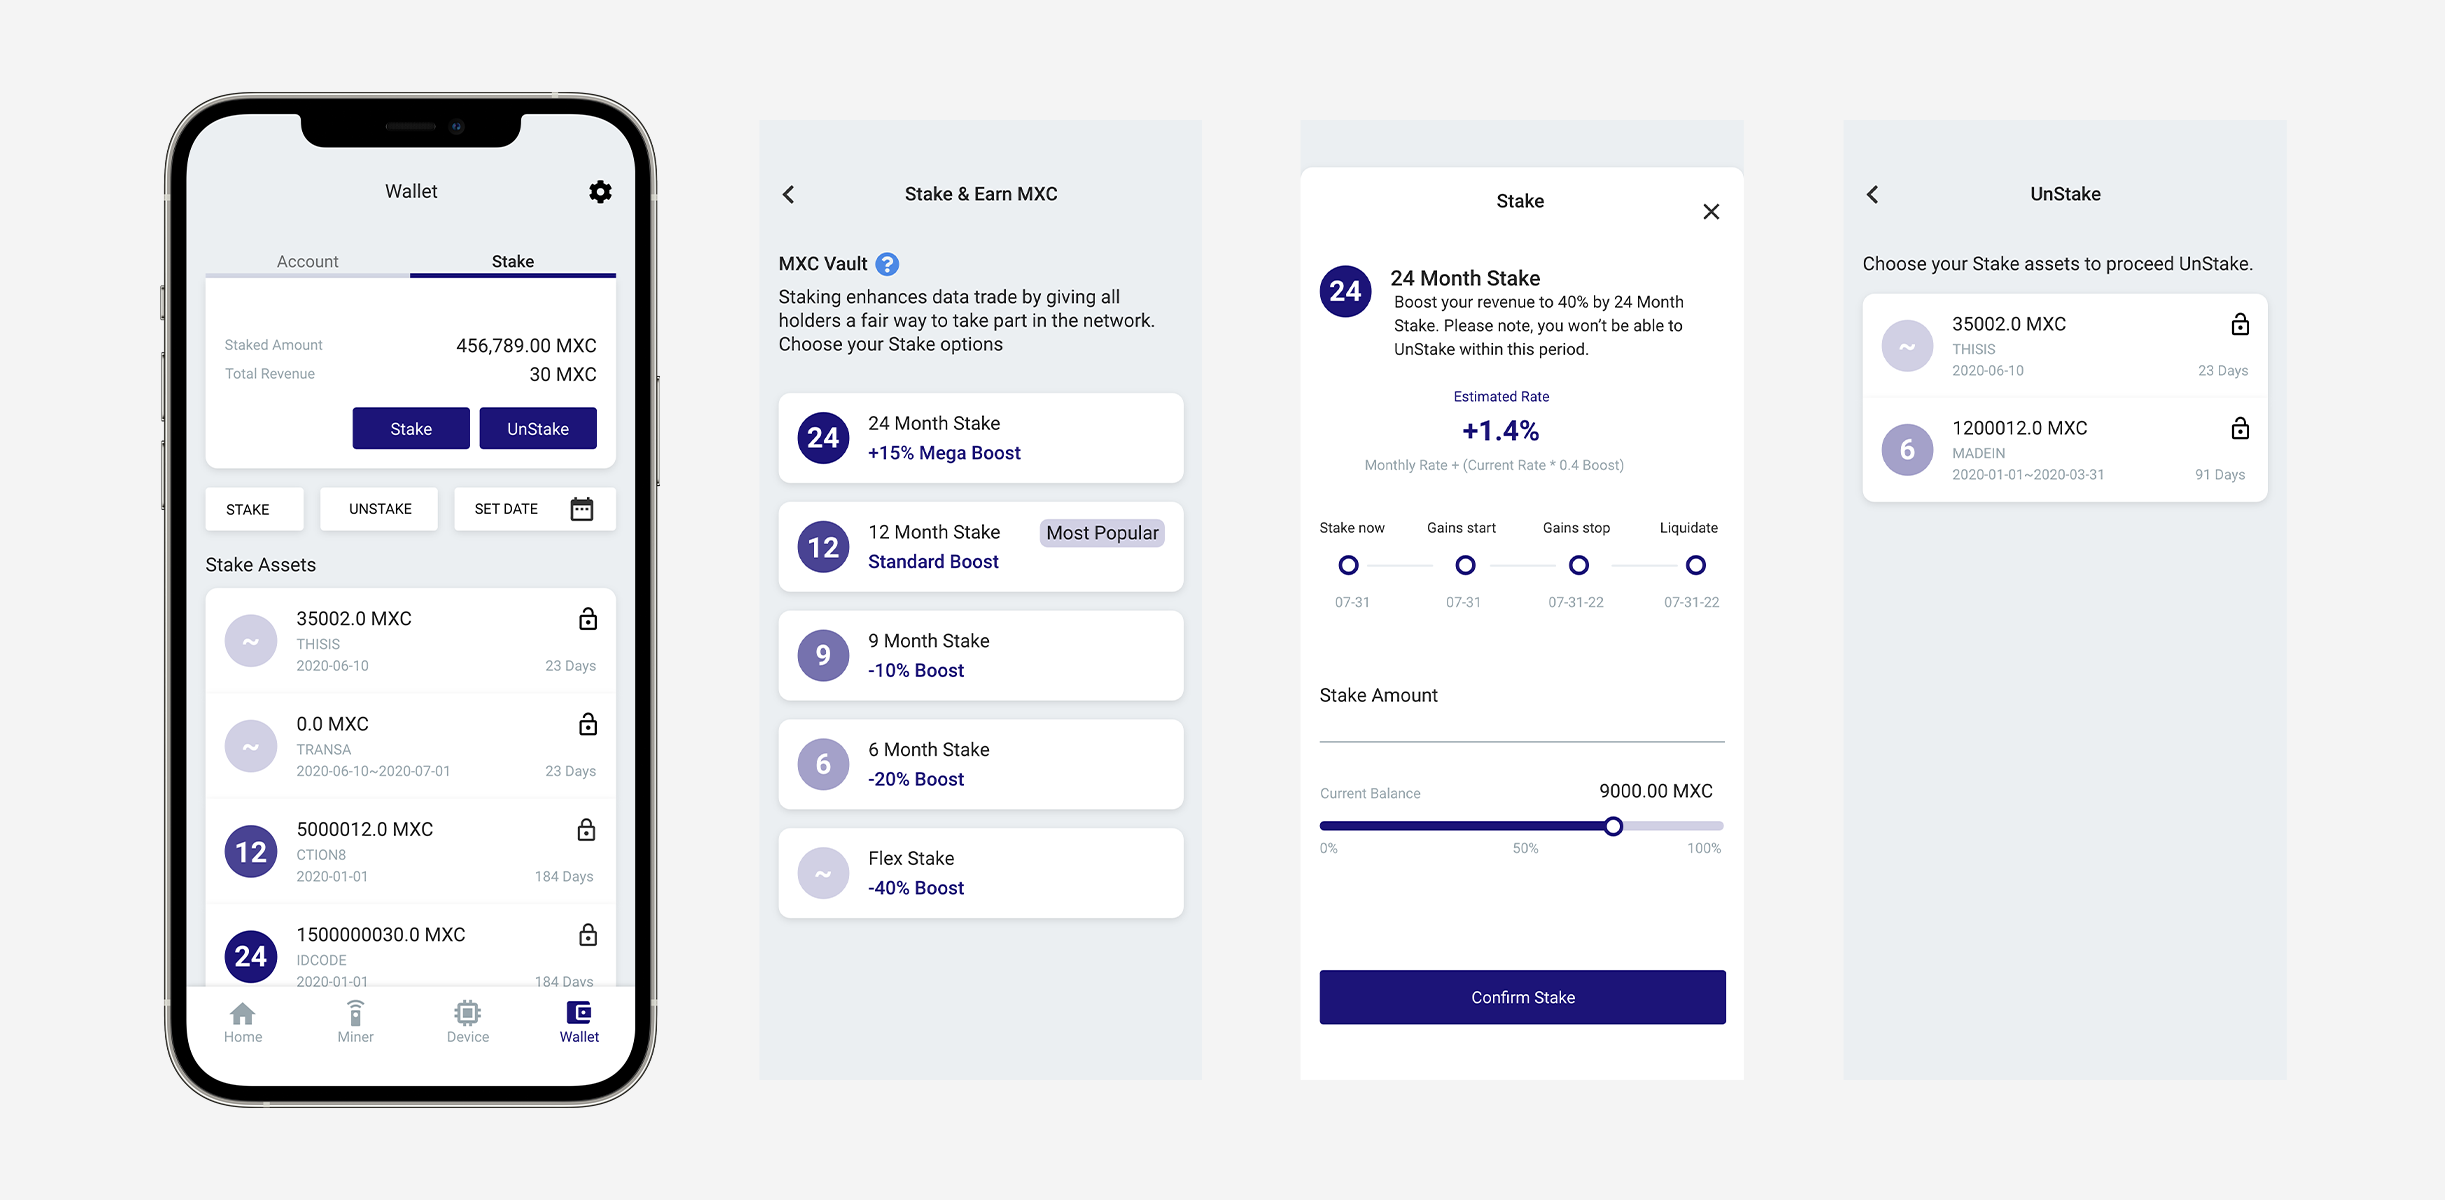 Wallet
Account
Stake
Staked Amount
456,789.00 MXC
Total Revenue
30 MXC
Stake
UnStake
STAKE
UNSTAKE
SET DATE
Stake Assets
~
35002.0 MXC
THISIS
2020-06-10
23 Days
~
0.0 MXC
TRANSA
2020-06-10~2020-07-01
23 Days
12
5000012.0 MXC
CTION8
2020-01-01
184 Days
24
1500000030.0 MXC
IDCODE
2020-01-01
184 Days
Home
Miner
Device
Wallet
Stake & Earn MXC
MXC Vault ?
Staking enhances data trade by giving all
holders a fair way to take part in the network.
Choose your Stake options
24
24 Month Stake
+15% Mega Boost
12
12 Month Stake
Most Popular
Standard Boost
9
9 Month Stake
-10% Boost
6
6 Month Stake
-20% Boost
~
Flex Stake
-40% Boost
Stake
24
24 Month Stake
Boost your revenue to 40% by 24 Month
Stake. Please note, you won't be able to
UnStake within this period.
Estimated Rate
+1.4%
Monthly Rate + (Current Rate * 0.4 Boost)
Stake now
Gains start
Gains stop
Liquidate
07-31
07-31
07-31-22
07-31-22
Stake Amount
Current Balance
9000.00 MXC
0%
50%
100%
Confirm Stake
UnStake
Choose your Stake assets to proceed UnStake.
~
35002.0 MXC
THISIS
2020-06-10
23 Days
6
1200012.0 MXC
MADEIN
2020-01-01~2020-03-31
91 Days